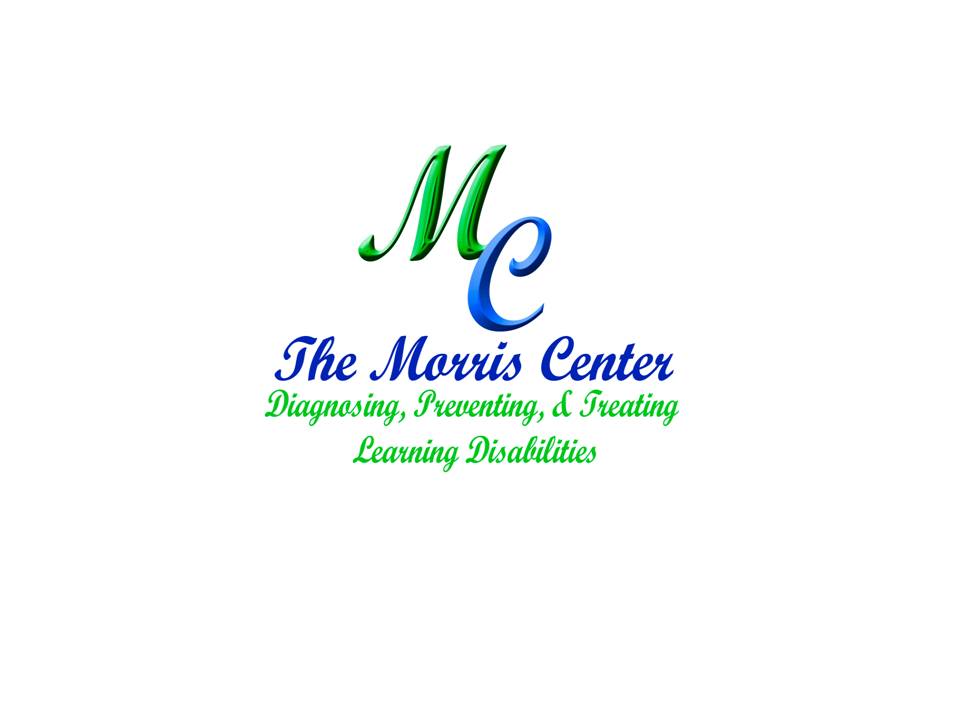 MC
The Morris Center
Diagnosing, Preventing, & Treating
Learning Disabilities